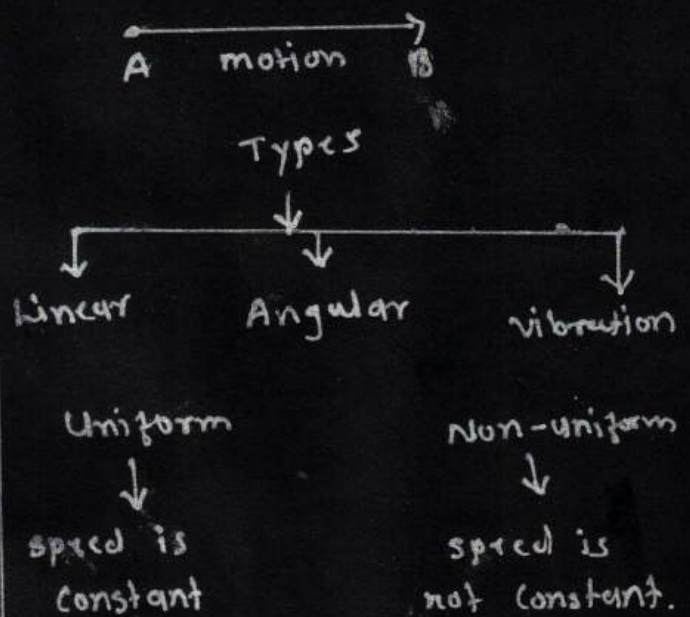 A motion B
Types
Linear Angular vibration
Uniform Non-uniform
speed is speed is
constant not constant.